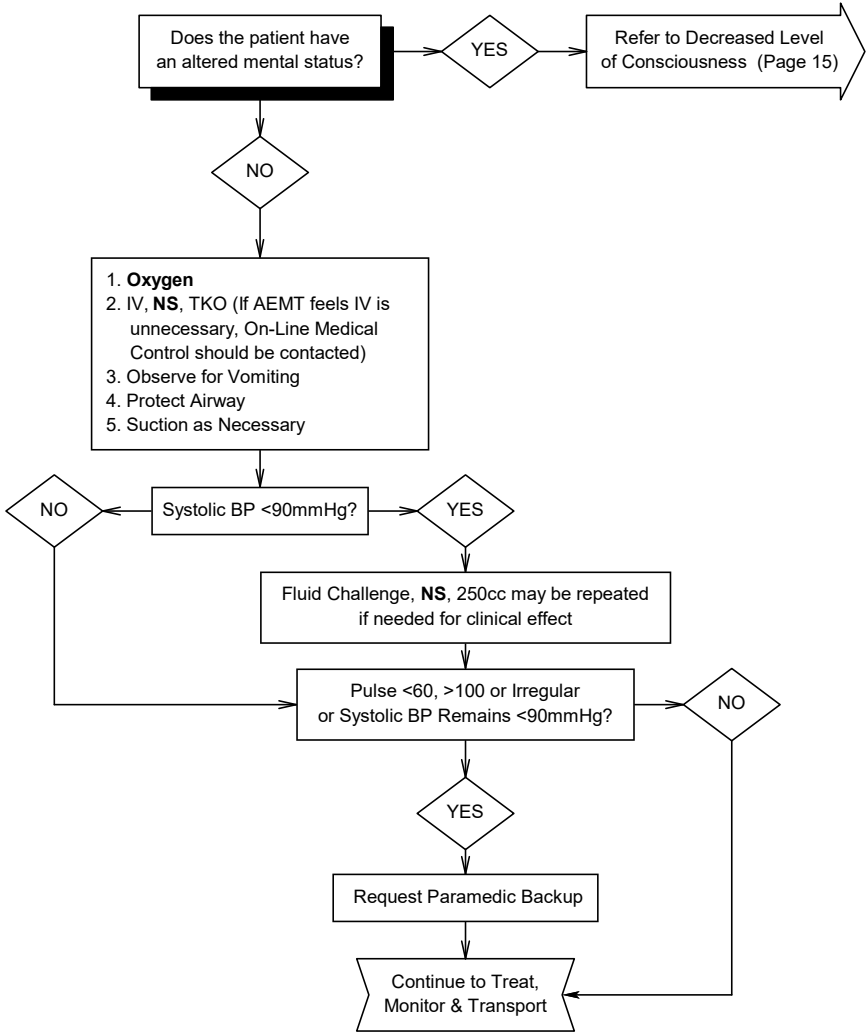 Does the patient have
an altered mental status?
YES
Refer to Decreased Level
of Consciousness (Page 15)
NO
1. Oxygen
2. IV, NS, TKO (If AEMT feels IV is
unnecessary, On-Line Medical
Control should be contacted)
3. Observe for Vomiting
4. Protect Airway
5. Suction as Necessary
NO
Systolic BP <90mmHg?
YES
Fluid Challenge, NS, 250cc may be repeated
if needed for clinical effect
Pulse <60, >100 or Irregular
or Systolic BP Remains <90mmHg?
NO
YES
Request Paramedic Backup
Continue to Treat,
Monitor & Transport